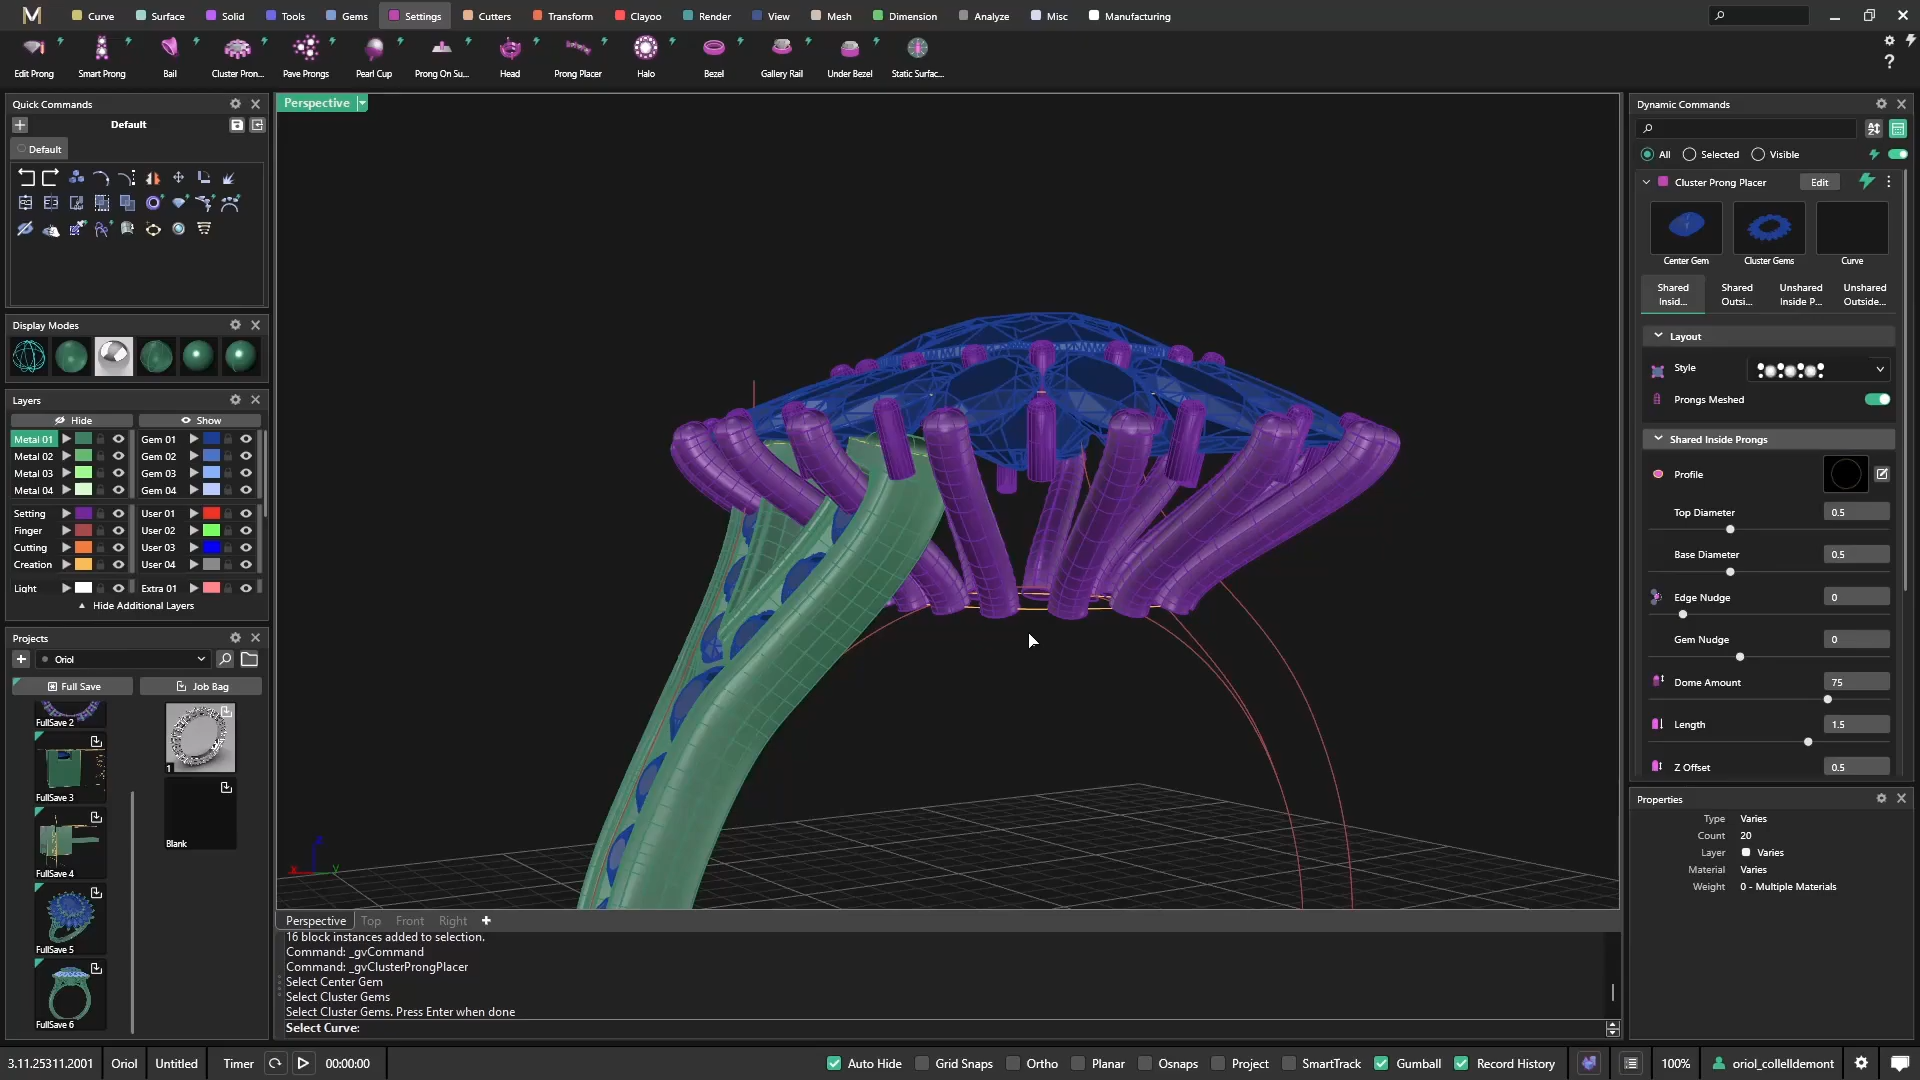 Curve Surface Solid Tools Gems Settings Cutters Transform Clayoo Render View Mesh Dimension Analyze Misc Manufacturing
Edit Prong Smart Prong Bail Cluster Pron... Pave Prongs Pearl Cup Prong On Su... Head Prong Placer Halo Bezel Gallery Rail Under Bezel Static Surfac...
Quick Commands
Default
Default
Display Modes
Layers
Hide Show
Metal 01 Gem 01
Metal 02 Gem 02
Metal 03 Gem 03
Metal 04 Gem 04
Setting User 01
Finger User 02
Cutting User 03
Creation User 04
Light Extra 01
Hide Additional Layers
Projects
Oriol
Full Save Job Bag
FullSave 2
1
FullSave 3
Blank
FullSave 4
FullSave 5
FullSave 6
Perspective
x y
Perspective Top Front Right
16 block instances added to selection.
Command: _gvCommand
Command: _gvClusterProngPlacer
Select Center Gem
Select Cluster Gems
Select Cluster Gems. Press Enter when done
Select Curve:
Dynamic Commands
All Selected Visible
Cluster Prong Placer Edit
Center Gem Cluster Gems Curve
Shared Insid... Shared Outsi... Unshared Inside P... Unshared Outside...
Layout
Style
Prongs Meshed
Shared Inside Prongs
Profile
Top Diameter 0.5
Base Diameter 0.5
Edge Nudge 0
Gem Nudge 0
Dome Amount 75
Length 1.5
Z Offset 0.5
Properties
Type Varies
Count 20
Layer Varies
Material Varies
Weight 0 - Multiple Materials
3.11.25311.2001 Oriol Untitled Timer 00:00:00 Auto Hide Grid Snaps Ortho Planar Osnaps Project SmartTrack Gumball Record History 100% oriol_collelldemont